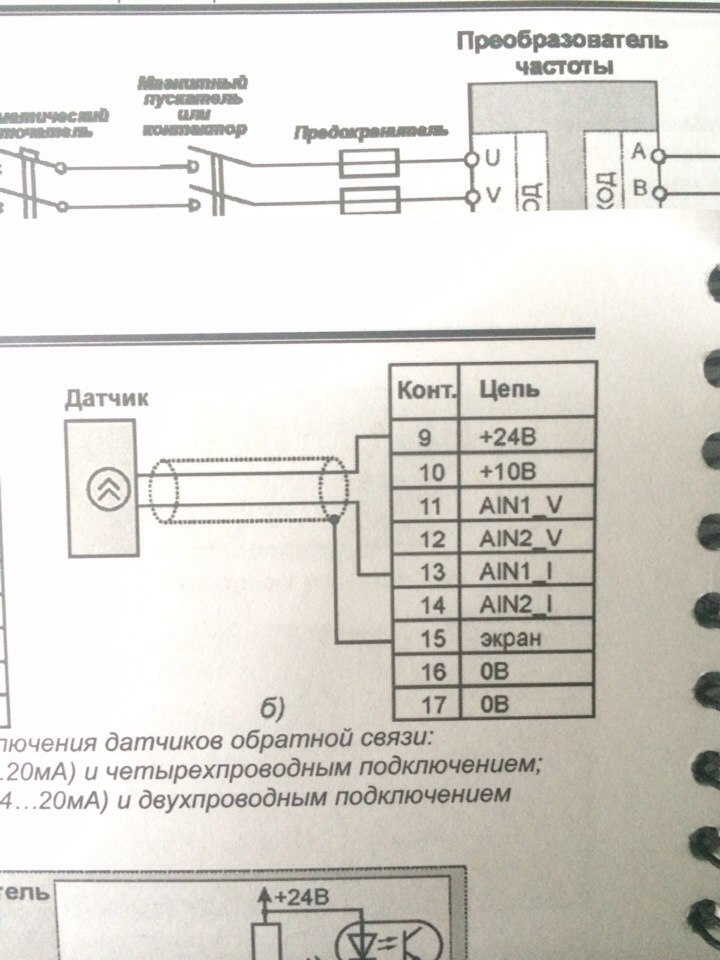 Преобразователь
частоты
Магнитный
пускатель
или
контактор
Предохранитель
U
V
A
B
Датчик
Конт. Цепь
9 +24В
10 +10В
11 AIN1_V
12 AIN2_V
13 AIN1_I
14 AIN2_I
15 экран
16 0В
17 0В
б)
лючения датчиков обратной связи:
..20мА) и четырехпроводным подключением;
4...20мА) и двухпроводным подключением
тель
+24В